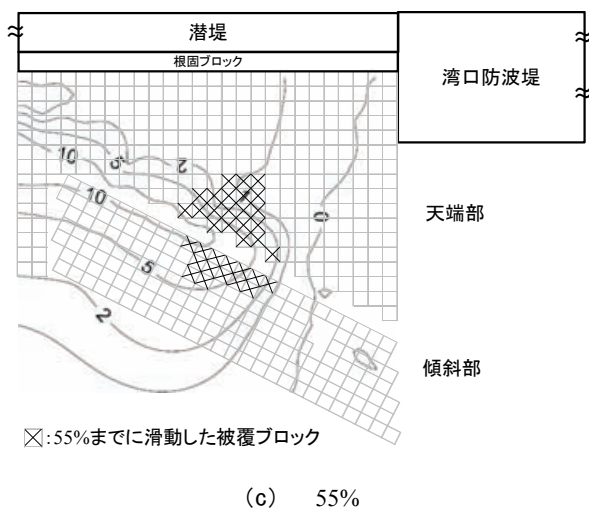 潜堤
根固ブロック
湾口防波堤
10
5
2
10
1
0
天端部
5
2
傾斜部
:55%までに滑動した被覆ブロック
(c) 55%